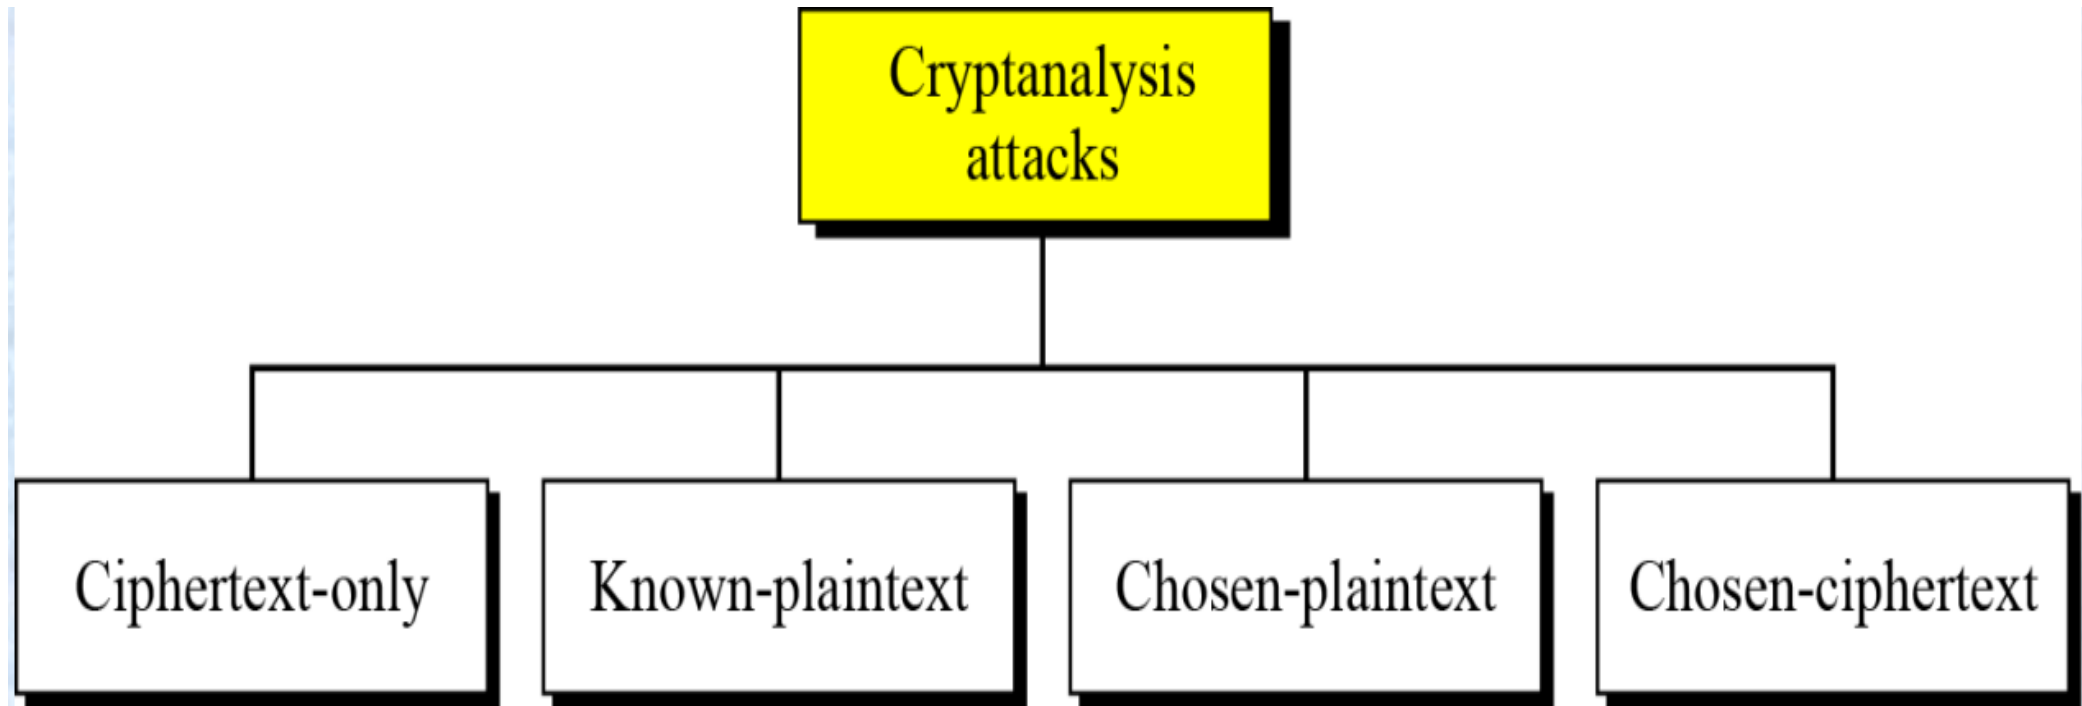 Cryptanalysis
attacks
Ciphertext-only
Known-plaintext
Chosen-plaintext
Chosen-ciphertext